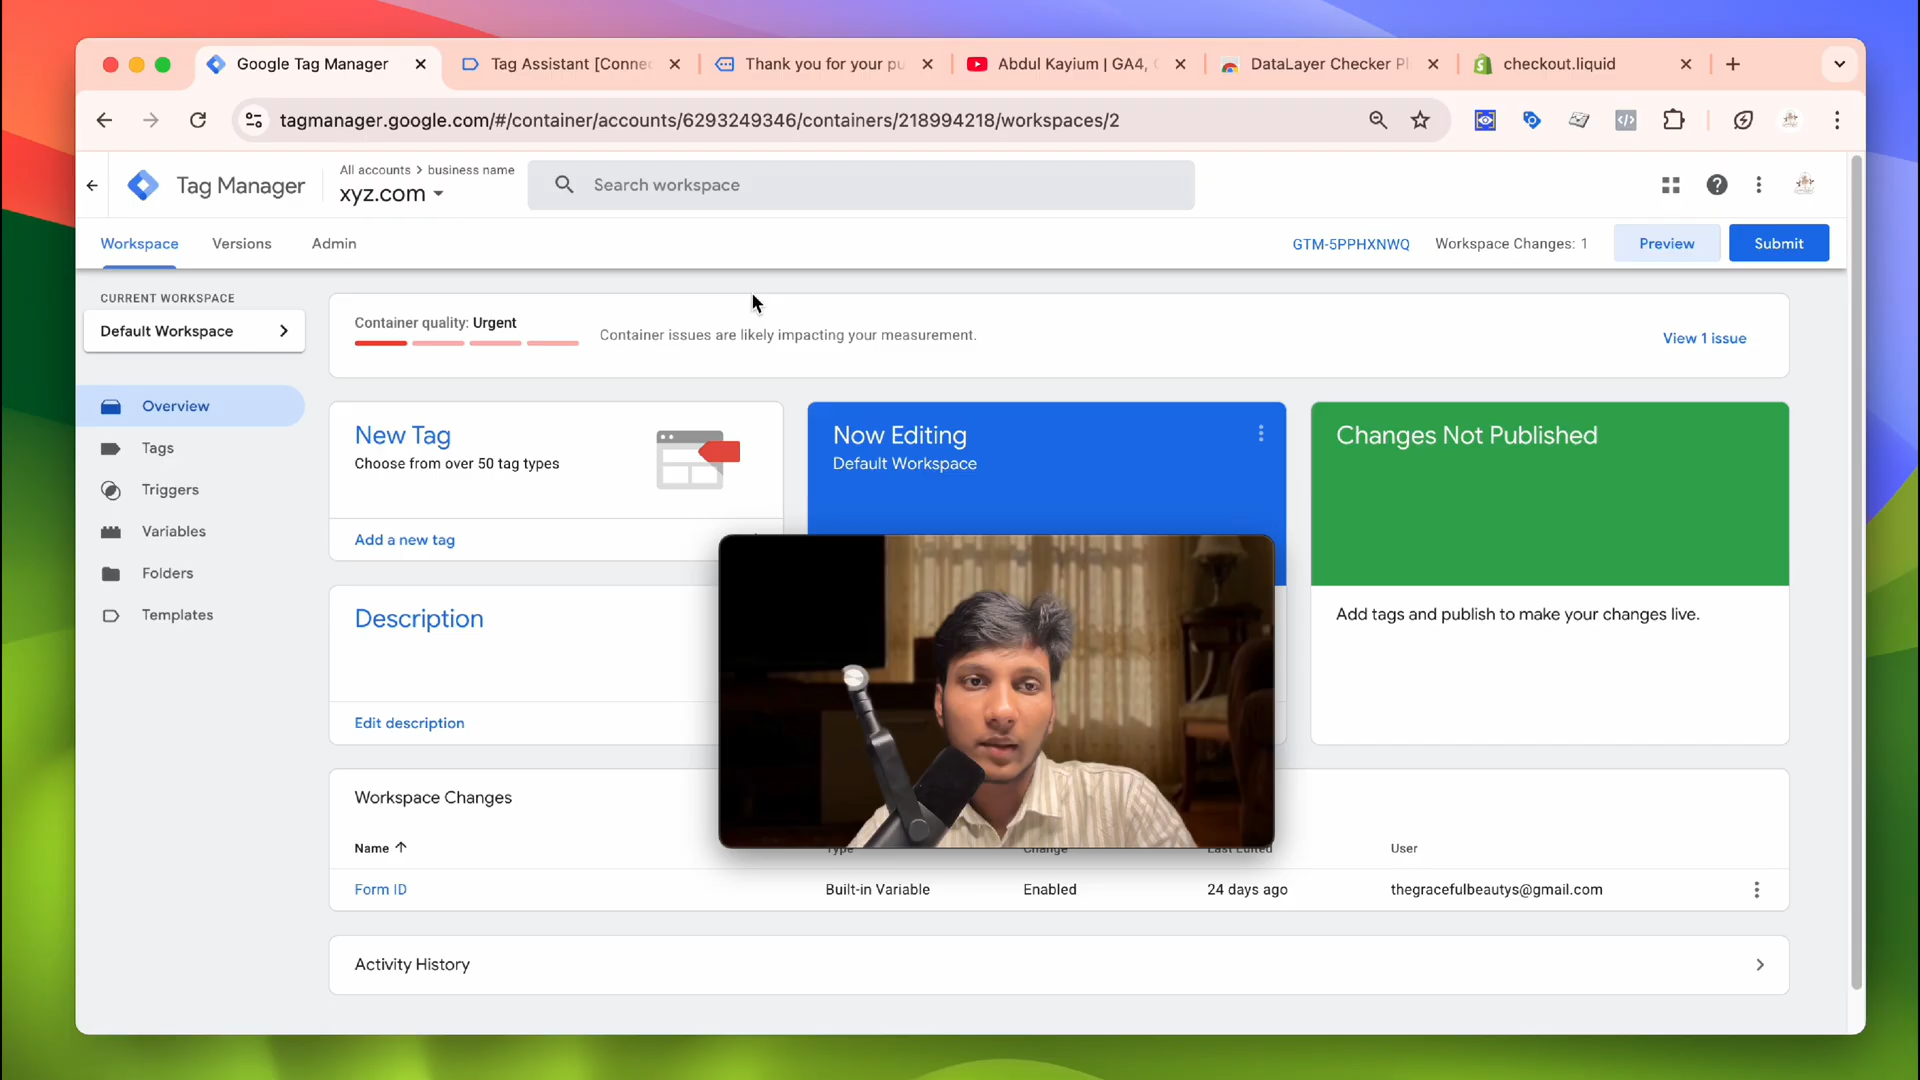 Google Tag Manager
Tag Assistant [Connec
Thank you for your pu
Abdul Kayium | GA4,
DataLayer Checker Pl
checkout.liquid
tagmanager.google.com/#/container/accounts/6293249346/containers/218994218/workspaces/2
Tag Manager
All accounts > business name
xyz.com
Search workspace
Workspace
Versions
Admin
GTM-5PPHXNWQ
Workspace Changes: 1
Preview
Submit
CURRENT WORKSPACE
Default Workspace
Container quality: Urgent
Container issues are likely impacting your measurement.
View 1 issue
Overview
Tags
Triggers
Variables
Folders
Templates
New Tag
Choose from over 50 tag types
Add a new tag
Now Editing
Default Workspace
Changes Not Published
Add tags and publish to make your changes live.
Description
Edit description
Workspace Changes
Name
Type
Change
Last Edited
User
Form ID
Built-in Variable
Enabled
24 days ago
thegracefulbeautys@gmail.com
Activity History